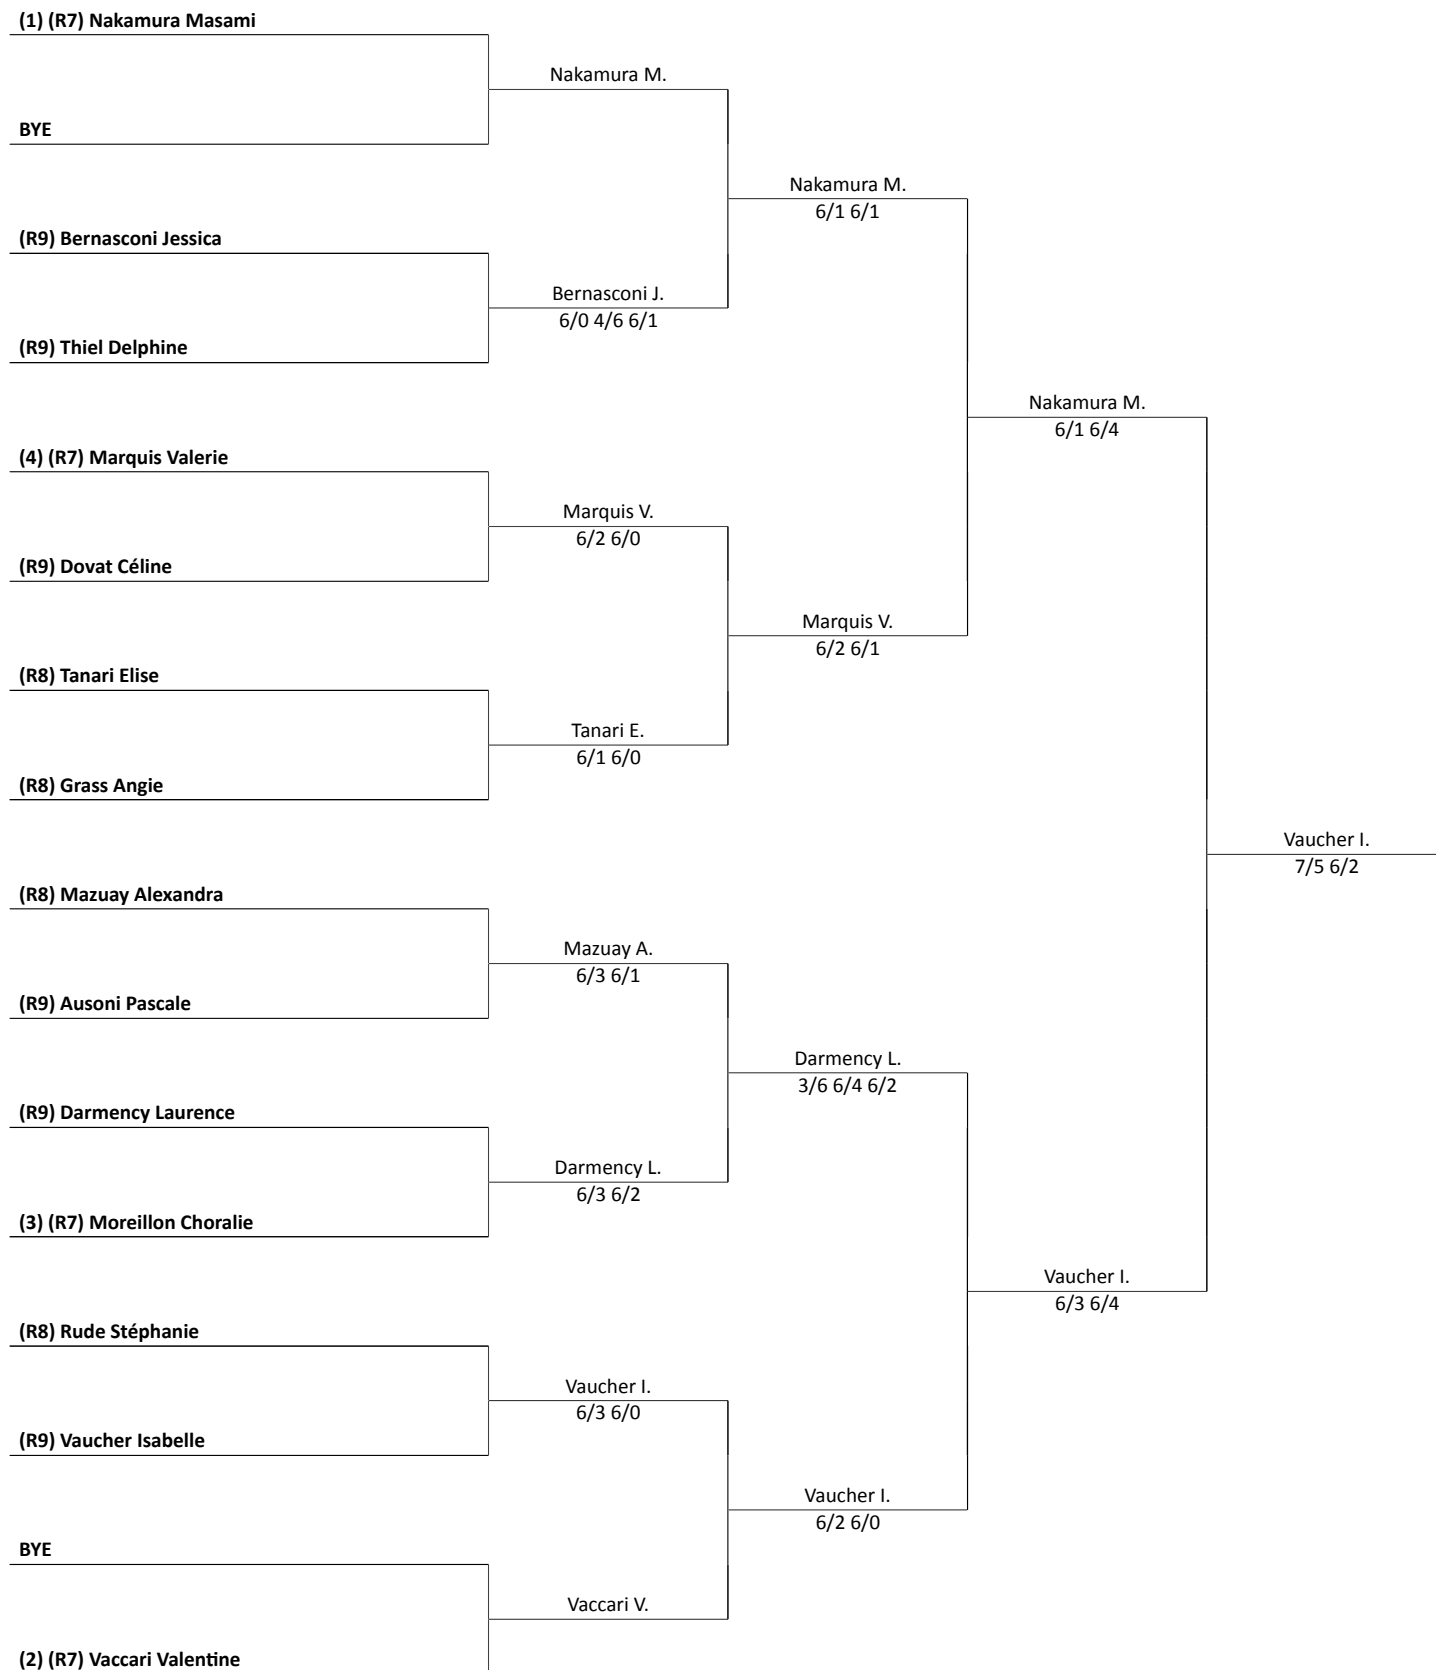 (1) (R7) Nakamura Masami
Nakamura M.
BYE
Nakamura M.
6/1 6/1
(R9) Bernasconi Jessica
Bernasconi J.
6/0 4/6 6/1
(R9) Thiel Delphine
Nakamura M.
6/1 6/4
(4) (R7) Marquis Valerie
Marquis V.
6/2 6/0
(R9) Dovat Céline
Marquis V.
6/2 6/1
(R8) Tanari Elise
Tanari E.
6/1 6/0
(R8) Grass Angie
Vaucher I.
7/5 6/2
(R8) Mazuay Alexandra
Mazuay A.
6/3 6/1
(R9) Ausoni Pascale
Darmency L.
3/6 6/4 6/2
(R9) Darmency Laurence
Darmency L.
6/3 6/2
(3) (R7) Moreillon Choralie
Vaucher I.
6/3 6/4
(R8) Rude Stéphanie
Vaucher I.
6/3 6/0
(R9) Vaucher Isabelle
Vaucher I.
6/2 6/0
BYE
Vaccari V.
(2) (R7) Vaccari Valentine